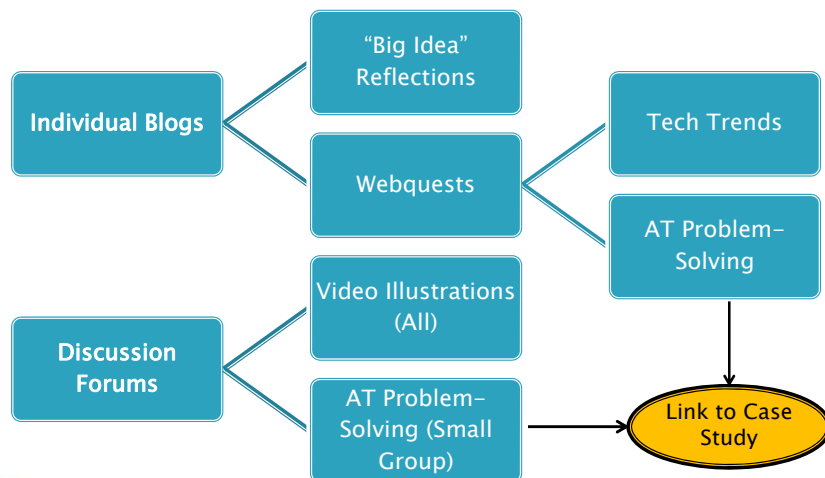 “Big Idea”
Reflections
Individual Blogs
Tech Trends
Webquests
AT Problem-
Solving
Video Illustrations
(All)
Discussion
Forums
AT Problem-
Solving (Small
Group)
Link to Case
Study